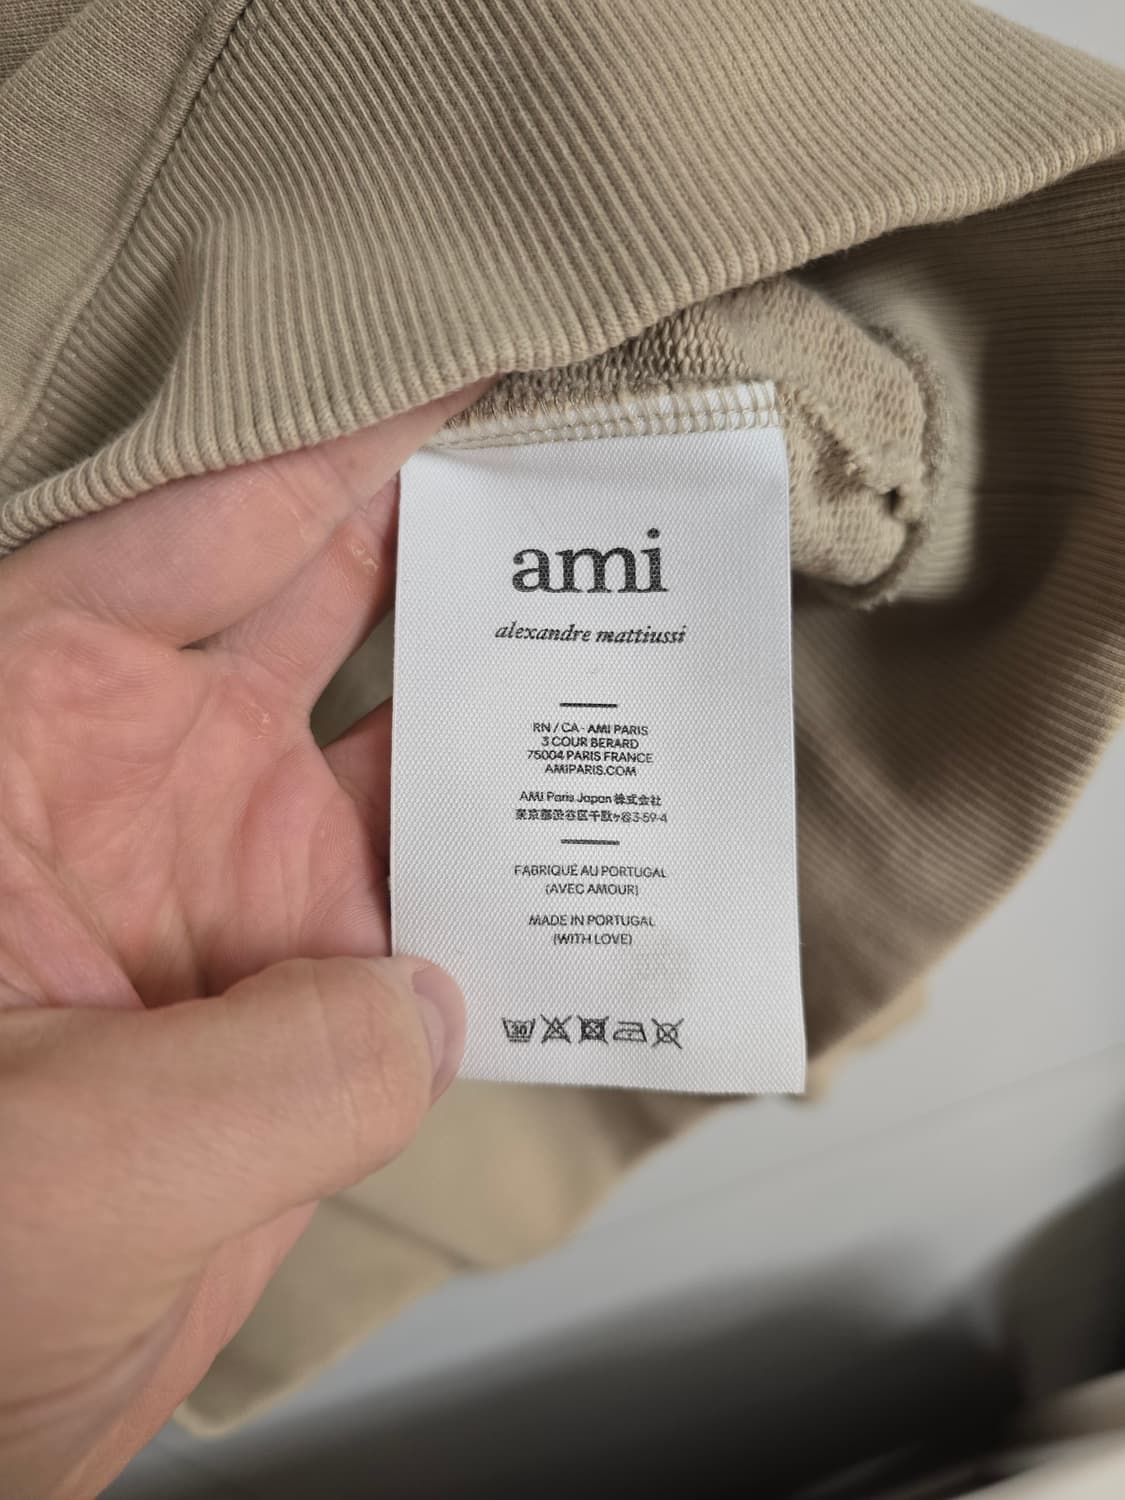 ami
alexandre mattiussi
RN / CA - AMI PARIS
3 COUR BERARD
75004 PARIS FRANCE
AMIPARIS.COM
AMI Paris Japan 株式会社
東京都渋谷区千駄ヶ谷3-59-4
FABRIQUÉ AU PORTUGAL
(AVEC AMOUR)
MADE IN PORTUGAL
(WITH LOVE)
30